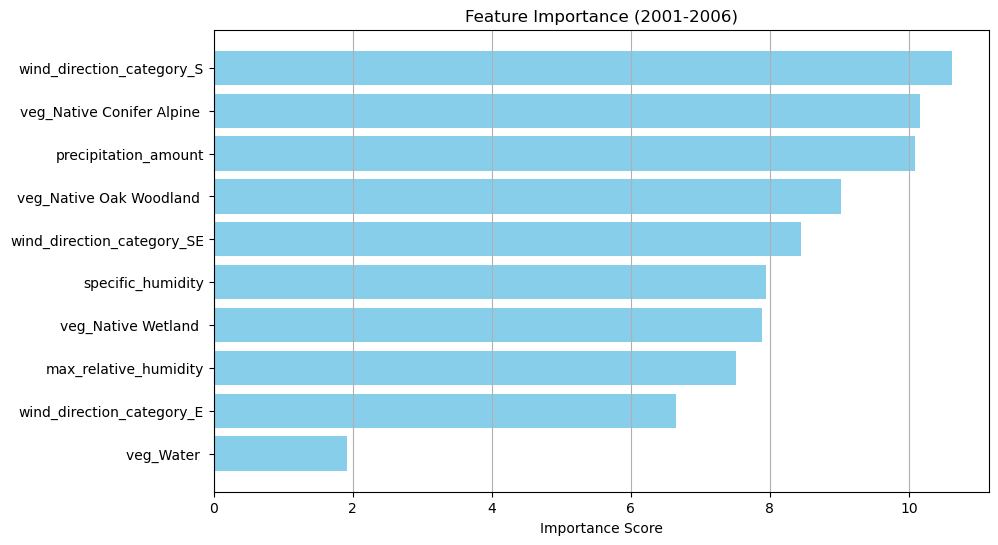 Feature Importance (2001-2006)
wind_direction_category_S
veg_Native Conifer Alpine
precipitation_amount
veg_Native Oak Woodland
wind_direction_category_SE
specific_humidity
veg_Native Wetland
max_relative_humidity
wind_direction_category_E
veg_Water
0 2 4 6 8 10
Importance Score